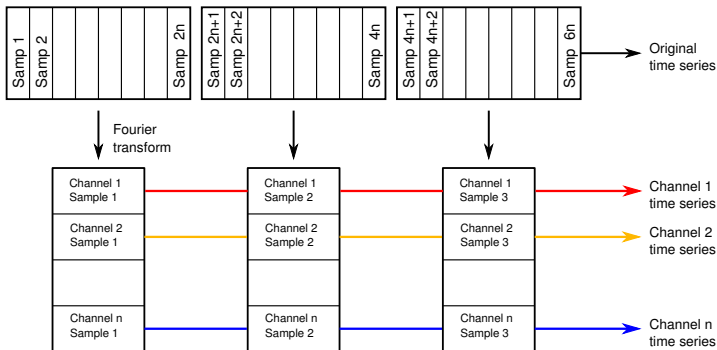 Samp 1
Samp 2
Samp 2n
Samp 2n+1
Samp 2n+2
Samp 4n
Samp 4n+1
Samp 4n+2
Samp 6n
Original
time series
Fourier
transform
Channel 1
Sample 1
Channel 1
Sample 2
Channel 1
Sample 3
Channel 1
time series
Channel 2
Sample 1
Channel 2
Sample 2
Channel 2
Sample 3
Channel 2
time series
Channel n
Sample 1
Channel n
Sample 2
Channel n
Sample 3
Channel n
time series